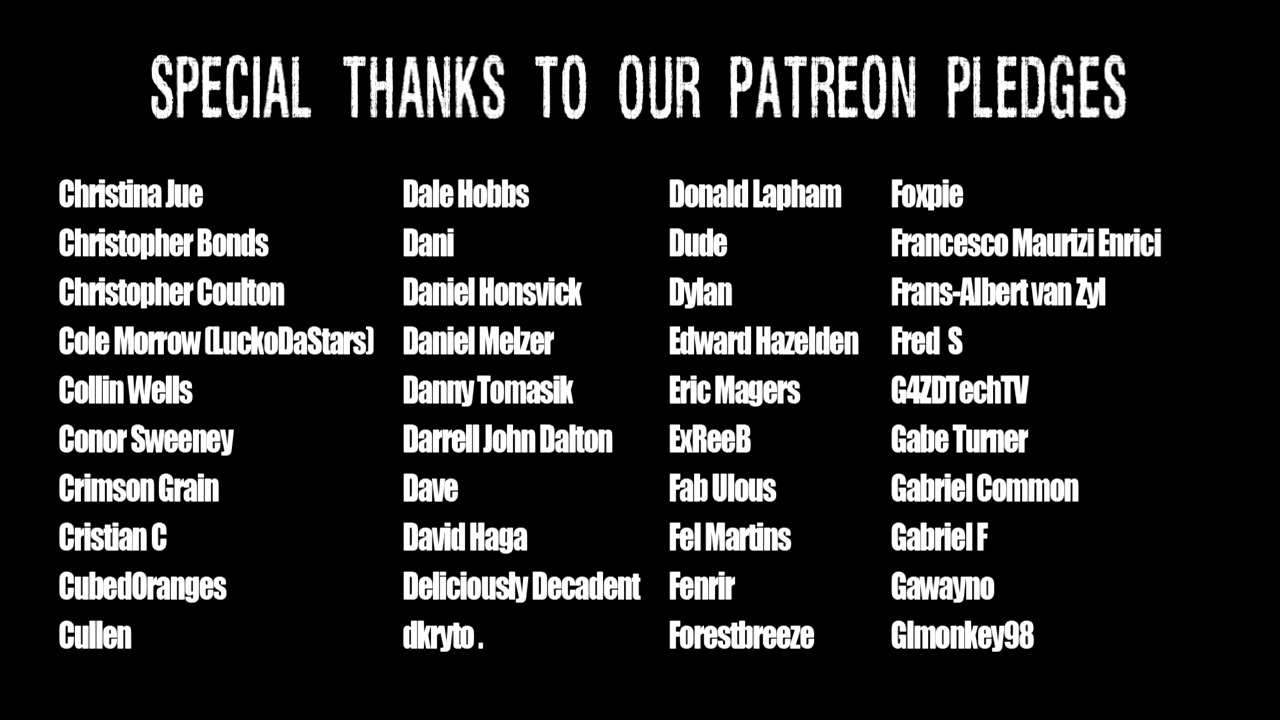 SPECIAL THANKS TO OUR PATREON PLEDGES
Christina Jue
Christopher Bonds
Christopher Coulton
Cole Morrow (LuckoDaStars)
Collin Wells
Conor Sweeney
Crimson Grain
Cristian C
CubedOranges
Cullen
Dale Hobbs
Dani
Daniel Honsvick
Daniel Melzer
Danny Tomasik
Darrell John Dalton
Dave
David Haga
Deliciously Decadent
dkryto .
Donald Lapham
Dude
Dylan
Edward Hazelden
Eric Magers
ExReeB
Fab Ulous
Fel Martins
Fenrir
Forestbreeze
Foxpie
Francesco Maurizi Enrici
Frans-Albert van Zyl
Fred  S
G4ZDTechTV
Gabe Turner
Gabriel Common
Gabriel F
Gawayno
Glmonkey98